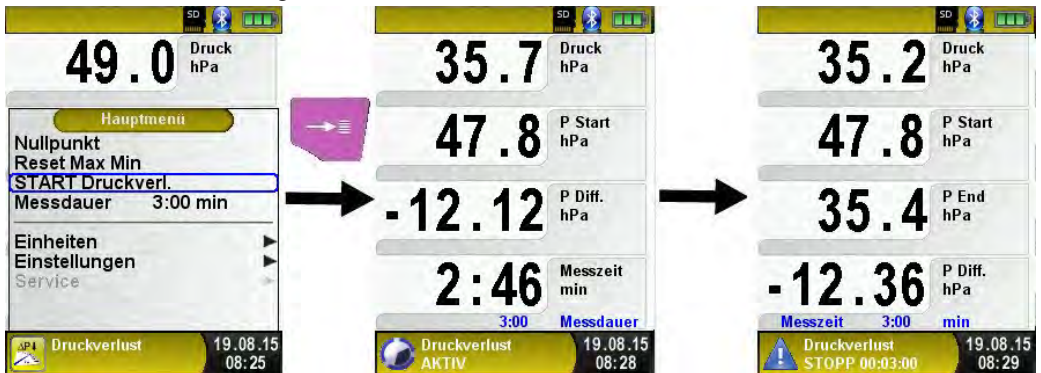 SD
49.0 Druck
hPa
Hauptmenü
Nullpunkt
Reset Max Min
START Druckverl.
Messdauer 3:00 min
Einheiten
Einstellungen
Service
ΔP4 Druckverlust 19.08.15
08:25
SD
35.7 Druck
hPa
47.8 P Start
hPa
-12.12 P Diff.
hPa
2:46 Messzeit
min
3:00 Messdauer
Druckverlust 19.08.15
AKTIV 08:28
SD
35.2 Druck
hPa
47.8 P Start
hPa
35.4 P End
hPa
-12.36 P Diff.
hPa
Messzeit 3:00 min
Druckverlust 19.08.15
STOPP 00:03:00 08:29